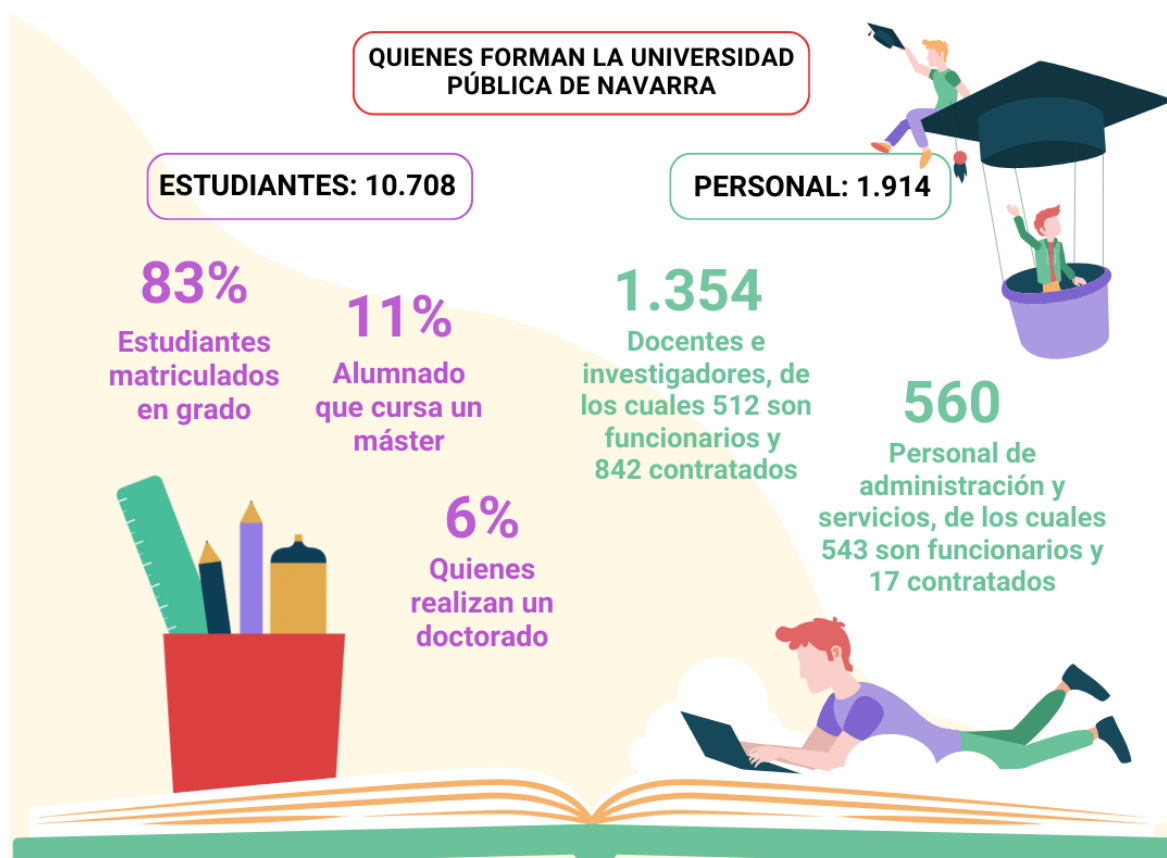 QUIENES FORMAN LA UNIVERSIDAD
PÚBLICA DE NAVARRA
ESTUDIANTES: 10.708
83%
Estudiantes
matriculados
en grado
11%
Alumnado
que cursa un
máster
6%
Quienes
realizan un
doctorado
PERSONAL: 1.914
1.354
Docentes e
investigadores, de
los cuales 512 son
funcionarios y
842 contratados
560
Personal de
administración y
servicios, de los cuales
543 son funcionarios y
17 contratados